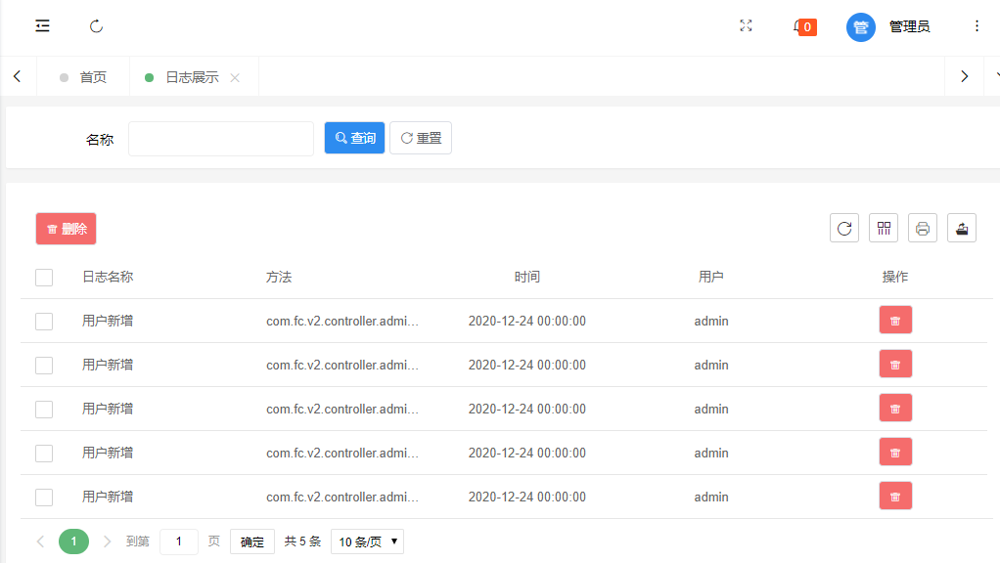 0 管 管理员
首页 日志展示
名称 查询 重置
删除
日志名称 方法 时间 用户 操作
用户新增 com.fc.v2.controller.admi... 2020-12-24 00:00:00 admin
用户新增 com.fc.v2.controller.admi... 2020-12-24 00:00:00 admin
用户新增 com.fc.v2.controller.admi... 2020-12-24 00:00:00 admin
用户新增 com.fc.v2.controller.admi... 2020-12-24 00:00:00 admin
用户新增 com.fc.v2.controller.admi... 2020-12-24 00:00:00 admin
1 到第 1 页 确定 共 5 条 10 条/页